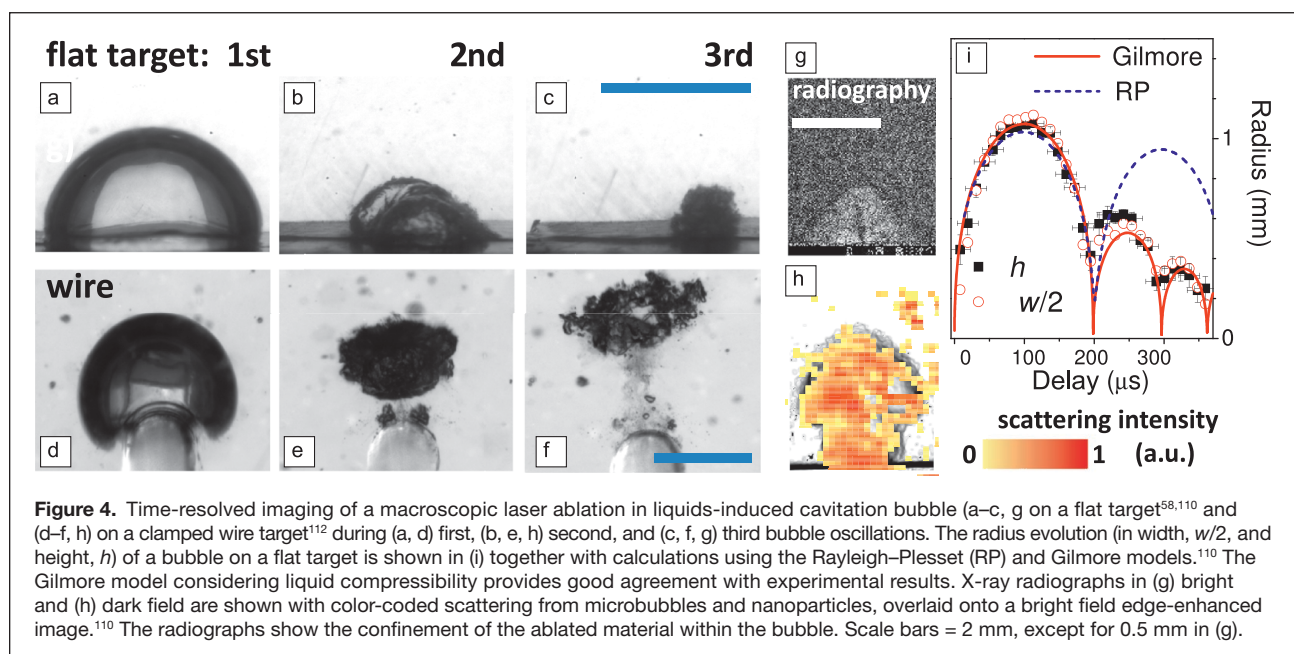 flat target: 1st 2nd 3rd
a
b
c
g)
wire
d
e
f
g
radiography
h
i
Gilmore
RP
h
w/2
1
0
Radius (mm)
0 100 200 300
Delay (µs)
scattering intensity
0 1 (a.u.)
Figure 4. Time-resolved imaging of a macroscopic laser ablation in liquids-induced cavitation bubble (a–c, g on a flat target58,110 and
(d–f, h) on a clamped wire target112 during (a, d) first, (b, e, h) second, and (c, f, g) third bubble oscillations. The radius evolution (in width, w/2, and
height, h) of a bubble on a flat target is shown in (i) together with calculations using the Rayleigh–Plesset (RP) and Gilmore models.110 The
Gilmore model considering liquid compressibility provides good agreement with experimental results. X-ray radiographs in (g) bright
and (h) dark field are shown with color-coded scattering from microbubbles and nanoparticles, overlaid onto a bright field edge-enhanced
image.110 The radiographs show the confinement of the ablated material within the bubble. Scale bars = 2 mm, except for 0.5 mm in (g).